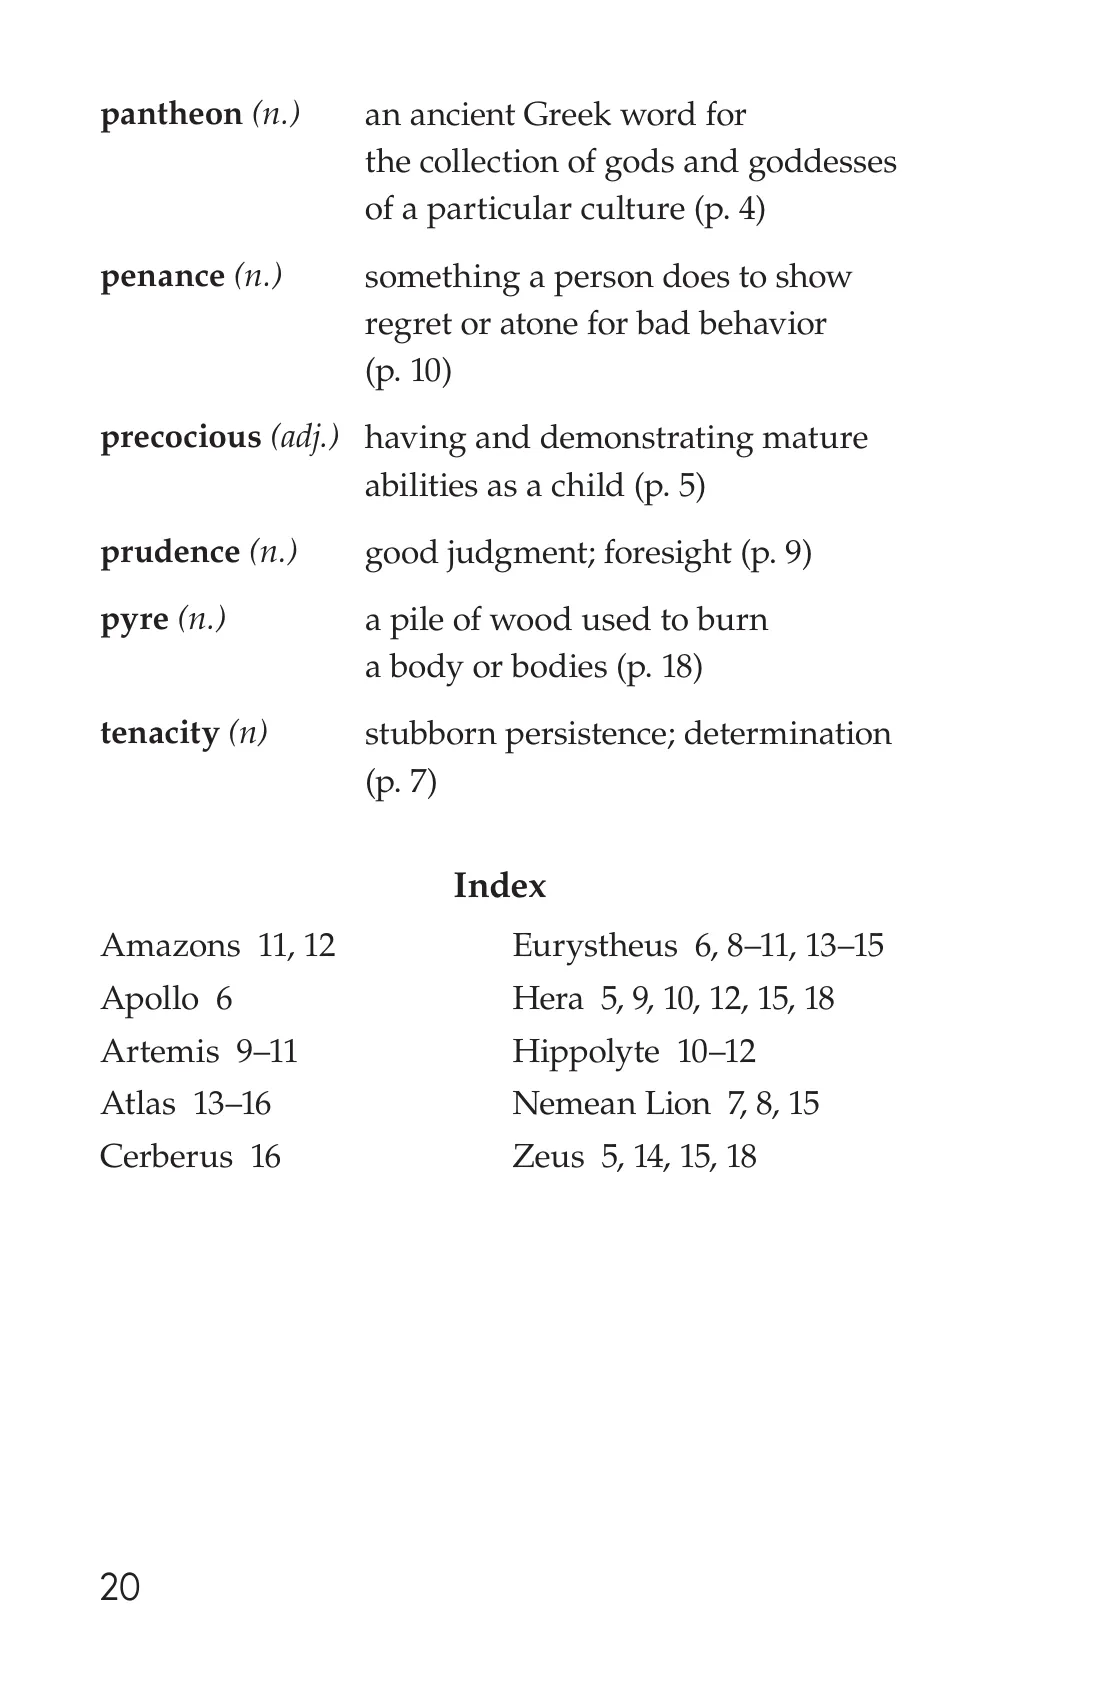 pantheon (n.) an ancient Greek word for
the collection of gods and goddesses
of a particular culture (p. 4)
penance (n.) something a person does to show
regret or atone for bad behavior
(p. 10)
precocious (adj.) having and demonstrating mature
abilities as a child (p. 5)
prudence (n.) good judgment; foresight (p. 9)
pyre (n.) a pile of wood used to burn
a body or bodies (p. 18)
tenacity (n) stubborn persistence; determination
(p. 7)
Index
Amazons 11, 12
Apollo 6
Artemis 9–11
Atlas 13–16
Cerberus 16
Eurystheus 6, 8–11, 13–15
Hera 5, 9, 10, 12, 15, 18
Hippolyte 10–12
Nemean Lion 7, 8, 15
Zeus 5, 14, 15, 18
20